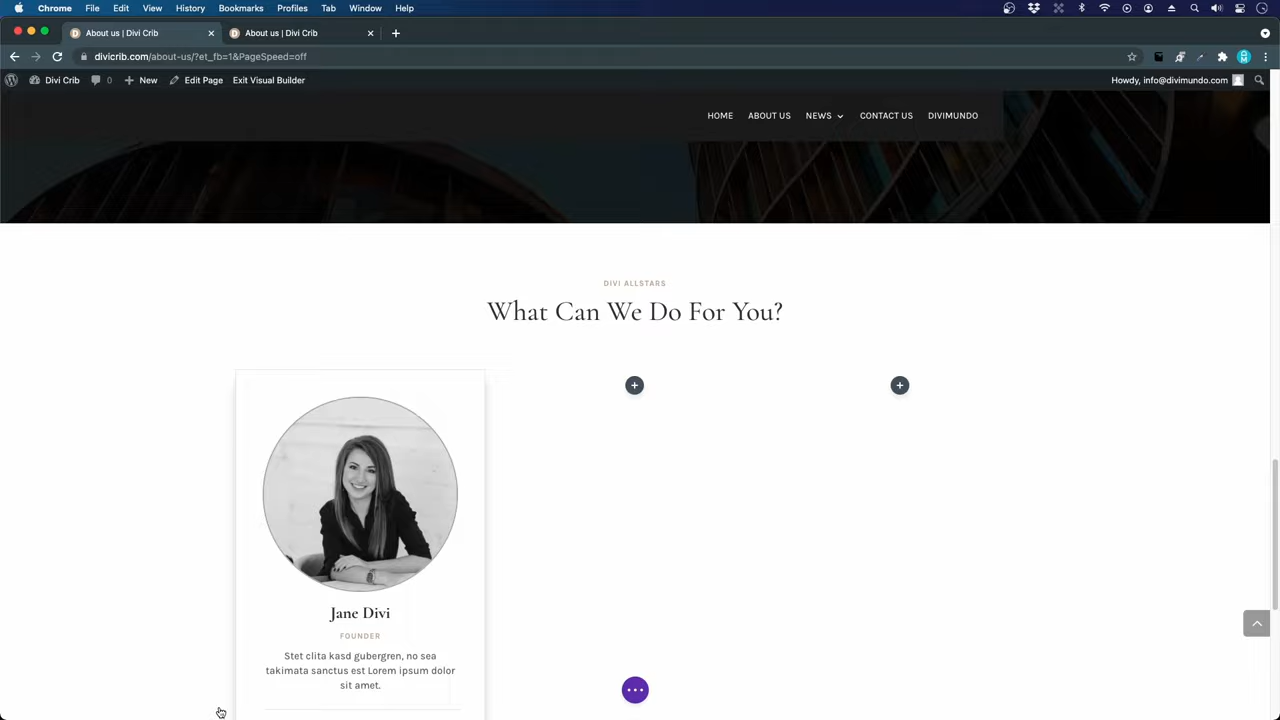 Chrome File Edit View History Bookmarks Profiles Tab Window Help
About us | Divi Crib
About us | Divi Crib
divicrib.com/about-us/?et_fb=1&PageSpeed=off
Divi Crib 0 New Edit Page Exit Visual Builder Howdy, info@divimundo.com
HOME ABOUT US NEWS CONTACT US DIVIMUNDO
DIVI ALLSTARS
What Can We Do For You?
Jane Divi
FOUNDER
Stet clita kasd gubergren, no sea
takimata sanctus est Lorem ipsum dolor
sit amet.